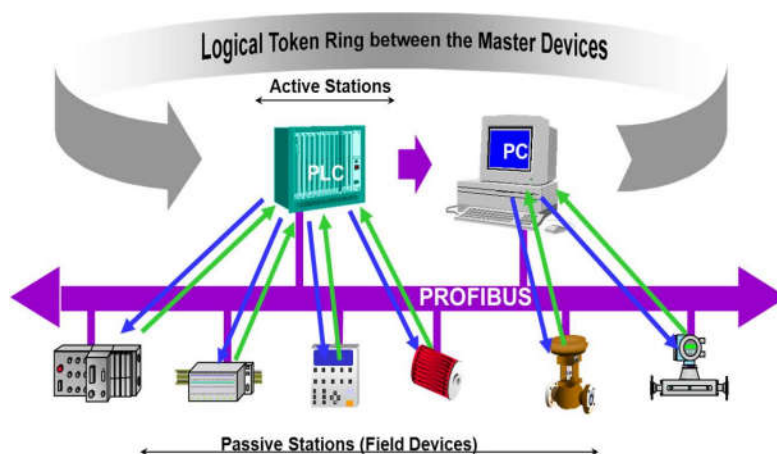 Logical Token Ring between the Master Devices
Active Stations
PLC
PC
PROFIBUS
Passive Stations (Field Devices)